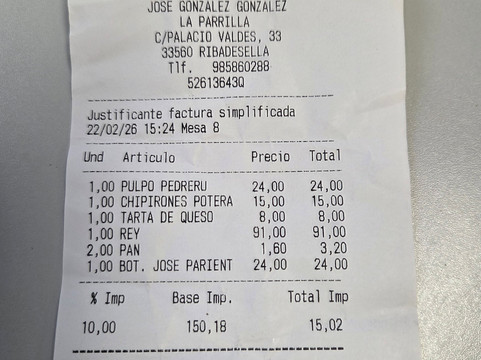 JOSE GONZALEZ GONZALEZ
LA PARRILLA
C/PALACIO VALDES, 33
33560 RIBADESELLA
Tlf. 985860288
52613643Q
Justificante factura simplificada
22/02/26 15:24 Mesa 8
Und Articulo Precio Total
1,00 PULPO PEDRERU 24,00 24,00
1,00 CHIPIRONES POTERA 15,00 15,00
1,00 TARTA DE QUESO 8,00 8,00
1,00 REY 91,00 91,00
2,00 PAN 1,60 3,20
1,00 BOT. JOSE PARIENT 24,00 24,00
% Imp Base Imp. Total Imp
10,00 150,18 15,02